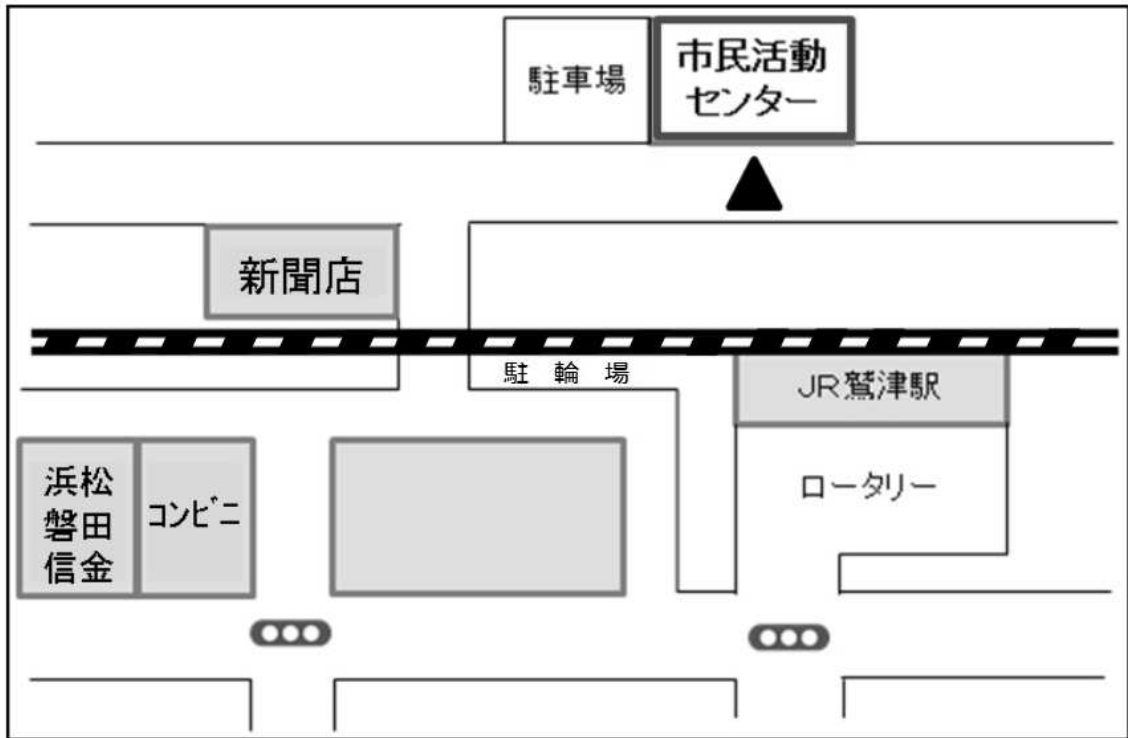 駐車場
市民活動
センター
新聞店
駐輪場
JR鷲津駅
ロータリー
浜松
磐田
信金
コンビニ